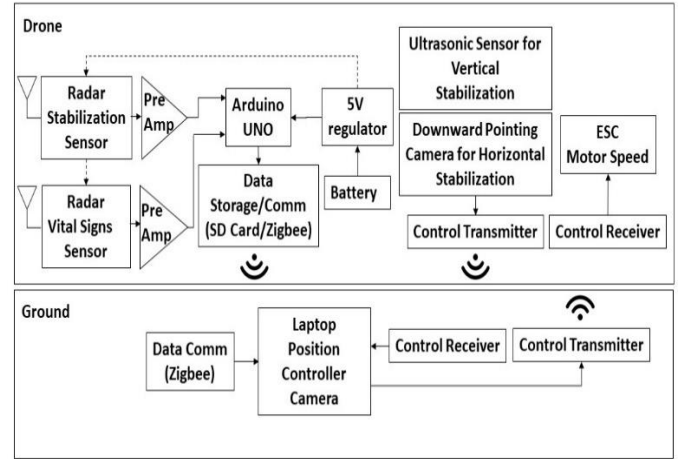 Drone
Radar
Stabilization
Sensor
Pre
Amp
Arduino
UNO
5V
regulator
Ultrasonic Sensor for
Vertical
Stabilization
Downward Pointing
Camera for Horizontal
Stabilization
ESC
Motor Speed
Radar
Vital Signs
Sensor
Pre
Amp
Data
Storage/Comm
(SD Card/Zigbee)
Battery
Control Transmitter
Control Receiver
Ground
Data Comm
(Zigbee)
Laptop
Position
Controller
Camera
Control Receiver
Control Transmitter